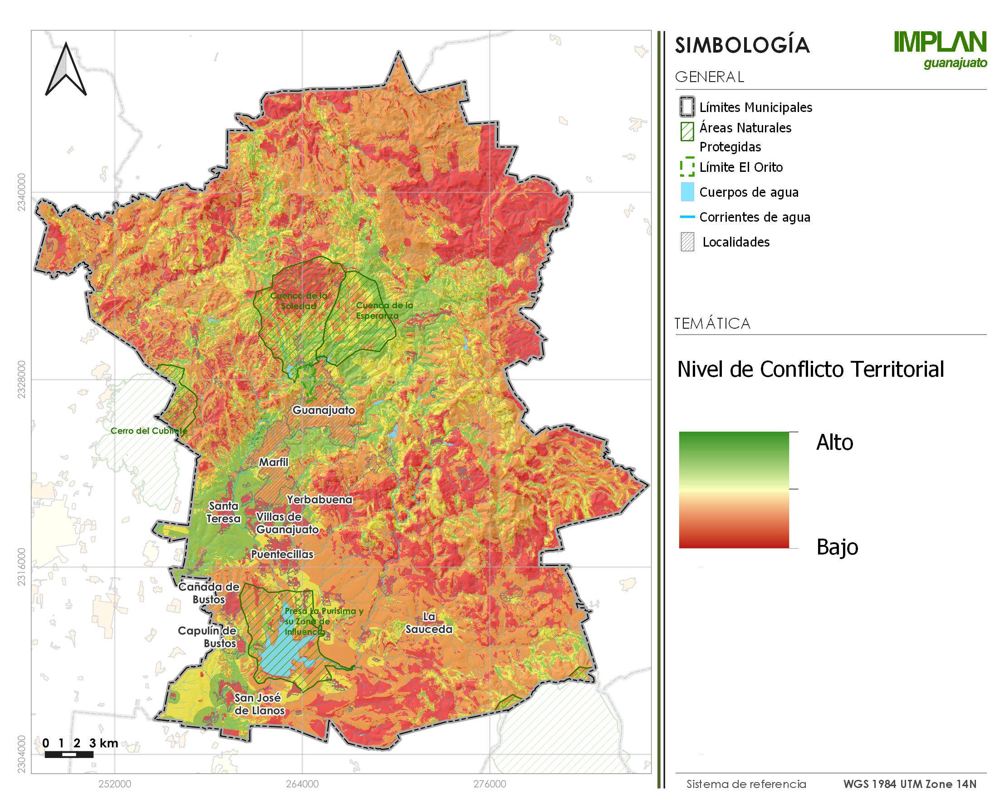 SIMBOLOGÍA
IMPLAN
guanajuato
GENERAL
Límites Municipales
Áreas Naturales
Protegidas
Límite El Orito
Cuerpos de agua
Corrientes de agua
Localidades
TEMÁTICA
Nivel de Conflicto Territorial
Alto
Bajo
Sistema de referencia
WGS 1984 UTM Zone 14N
2340000
2328000
2316000
2304000
252000
264000
276000
0 1 2 3 km
Cuenca de la
Soledad
Cuenca de la
Esperanza
Guanajuato
Cerro del Cubilete
Marfil
Yerbabuena
Santa
Teresa
Villas de
Guanajuato
Puentecillas
Cañada de
Bustos
Presa La Purisima y
su Zona de
Influencia
La
Sauceda
Capulín de
Bustos
San José
de Llanos